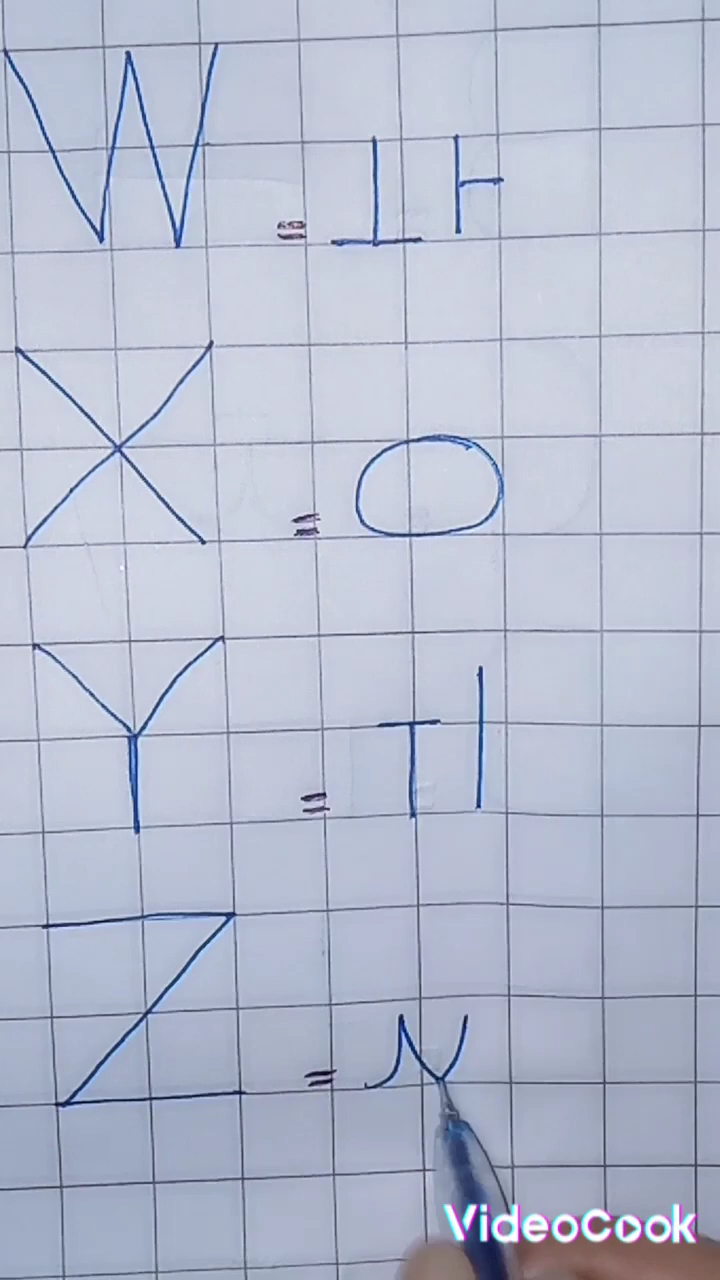 W = ⊥ ⊢
X = O
Y = T |
Z = N
VideoCook